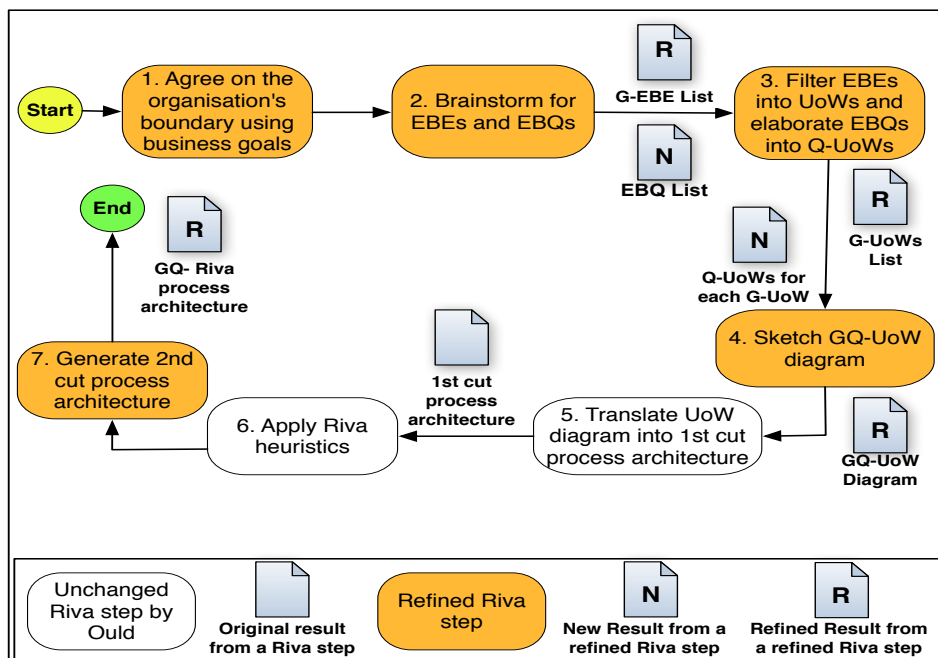 Start
1. Agree on the
organisation's
boundary using
business goals
2. Brainstorm for
EBEs and EBQs
R
G-EBE List
N
EBQ List
3. Filter EBEs
into UoWs and
elaborate EBQs
into Q-UoWs
R
G-UoWs
List
N
Q-UoWs for
each G-UoW
4. Sketch GQ-UoW
diagram
R
GQ-UoW
Diagram
5. Translate UoW
diagram into 1st cut
process architecture
1st cut
process
architecture
6. Apply Riva
heuristics
7. Generate 2nd
cut process
architecture
R
GQ- Riva
process
architecture
End
Unchanged
Riva step by
Ould
Original result
from a Riva step
Refined Riva
step
N
New Result from a
refined Riva step
R
Refined Result from
a refined Riva step